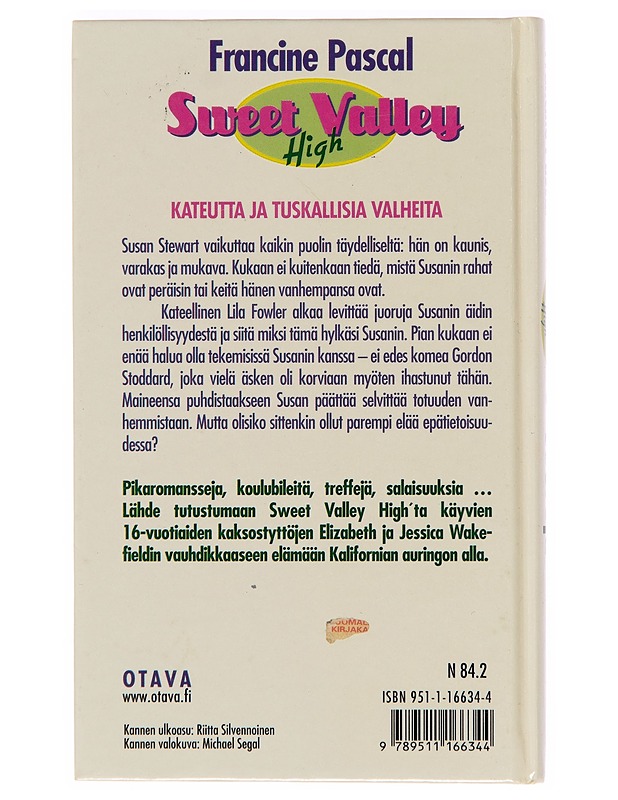 Francine Pascal
Sweet Valley
High
KATEUTTA JA TUSKALLISIA VALHEITA
Susan Stewart vaikuttaa kaikin puolin täydelliseltä: hän on kaunis,
varakas ja mukava. Kukaan ei kuitenkaan tiedä, mistä Susanin rahat
ovat peräisin tai keitä hänen vanhempansa ovat.
Kateellinen Lila Fowler alkaa levittää juoruja Susanin äidin
henkilöllisyydestä ja siitä miksi tämä hylkäsi Susanin. Pian kukaan ei
enää halua olla tekemisissä Susanin kanssa – ei edes komea Gordon
Stoddard, joka vielä äsken oli korviaan myöten ihastunut tähän.
Maineensa puhdistaakseen Susan päättää selvittää totuuden van-
hemmistaan. Mutta olisiko sittenkin ollut parempi elää epätietoisuu-
dessa?
Pikaromansseja, koulubileitä, treffejä, salaisuuksia ...
Lähde tutustumaan Sweet Valley High´ta käyvien
16-vuotiaiden kaksostyttöjen Elizabeth ja Jessica Wake-
fieldin vauhdikkaaseen elämään Kalifornian auringon alla.
KIRJAKA
OTAVA
www.otava.fi
N 84.2
ISBN 951-1-16634-4
Kannen ulkoasu: Riitta Silvennoinen
Kannen valokuva: Michael Segal
9 789511 166344